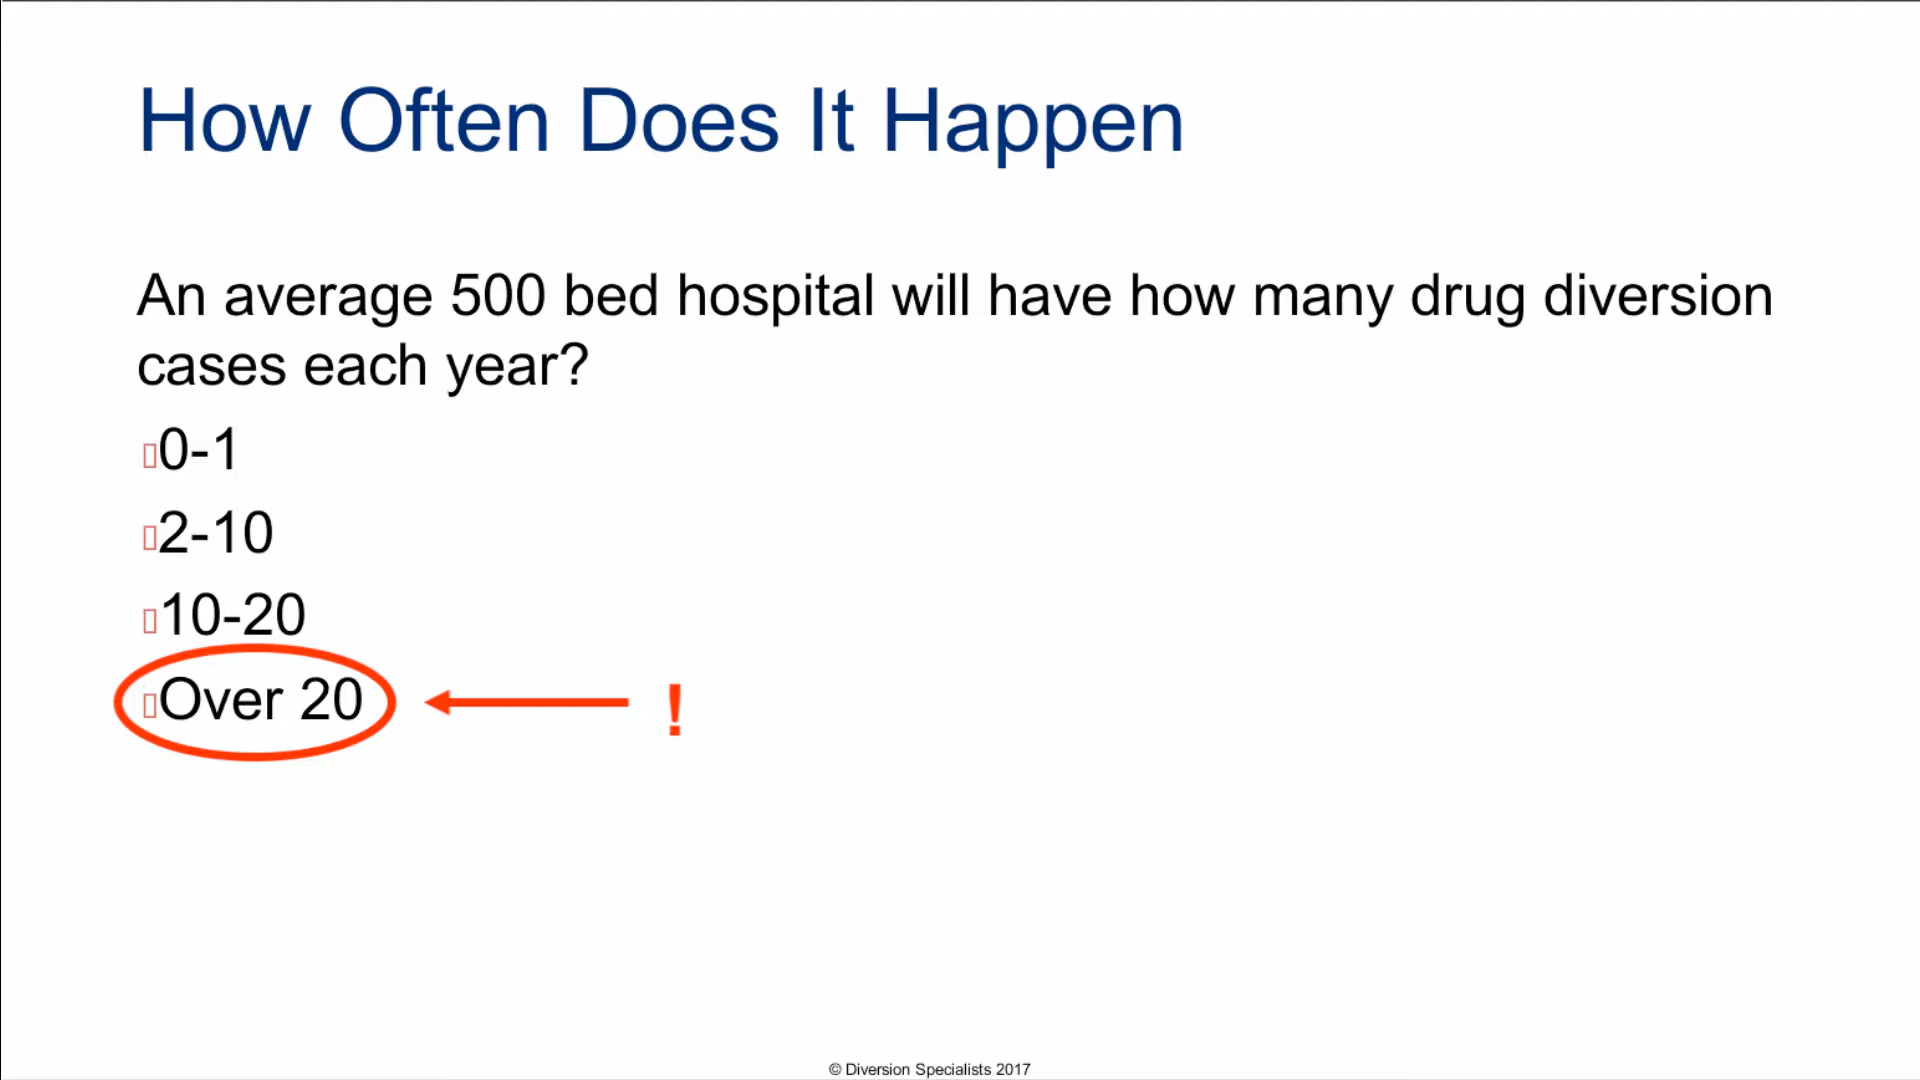 How Often Does It Happen
An average 500 bed hospital will have how many drug diversion
cases each year?
0-1
2-10
10-20
Over 20
!
© Diversion Specialists 2017